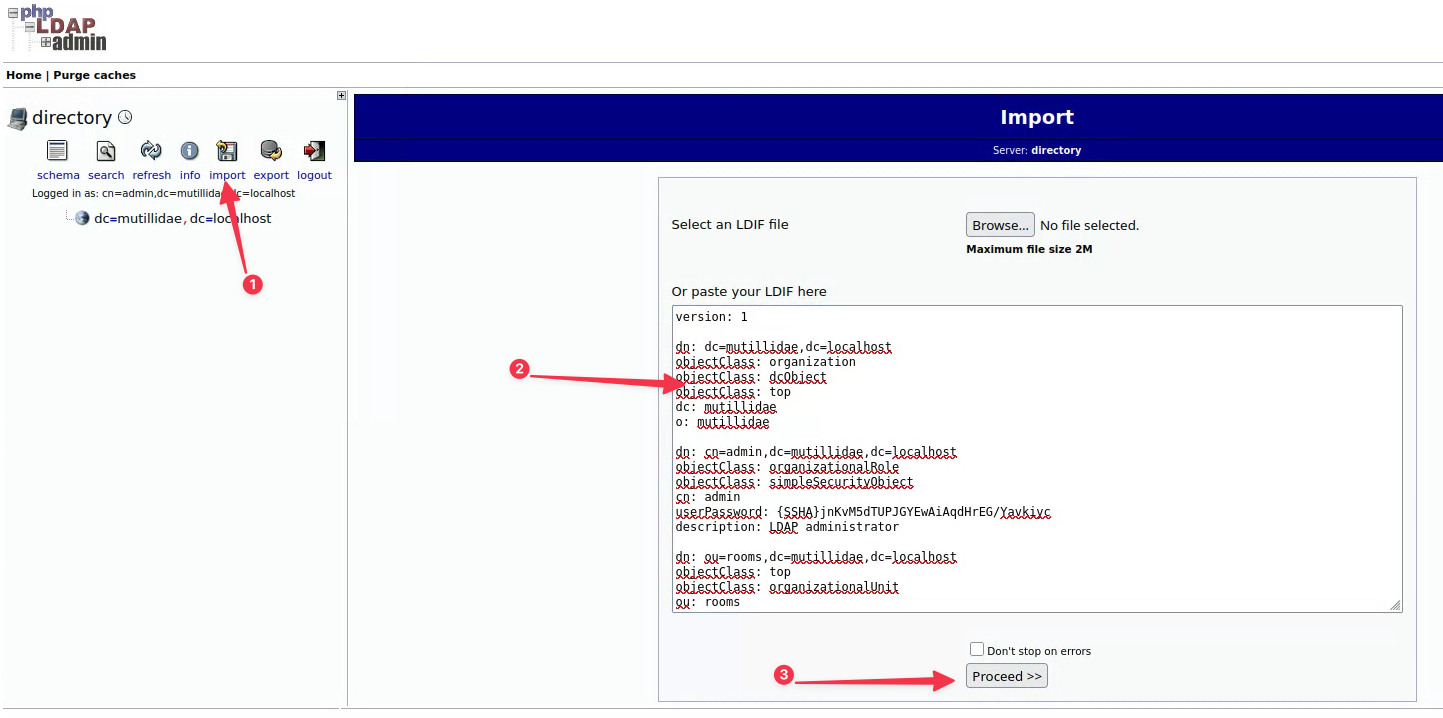 php
LDAP
admin
Home | Purge caches
directory
schema search refresh info import export logout
Logged in as: cn=admin,dc=mutillidae,dc=localhost
dc=mutillidae, dc=localhost
1
Import
Server: directory
Select an LDIF file
Browse... No file selected.
Maximum file size 2M
Or paste your LDIF here
2
version: 1
dn: dc=mutillidae,dc=localhost
objectClass: organization
objectClass: dcObject
objectClass: top
dc: mutillidae
o: mutillidae
dn: cn=admin,dc=mutillidae,dc=localhost
objectClass: organizationalRole
objectClass: simpleSecurityObject
cn: admin
userPassword: {SSHA}jnKvM5dTUPJGYEwAiAqdHrEG/Yavkiyc
description: LDAP administrator
dn: ou=rooms,dc=mutillidae,dc=localhost
objectClass: top
objectClass: organizationalUnit
ou: rooms
Don't stop on errors
3
Proceed >>